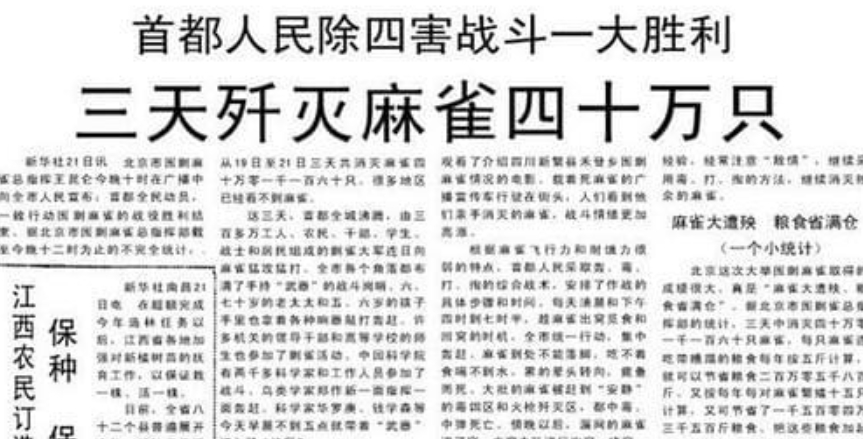 首都人民除四害战斗一大胜利
三天歼灭麻雀四十万只
新华社21日讯 北京市围剿麻
雀总指挥王昆仑今晚十时在广播中
向全市人民宣布，首都全民动员，
一致行动围剿麻雀的战役胜利结
束。据北京市围剿麻雀总指挥部截
至今晚十二时为止的不完全统计，
从19日至21日三天共消灭麻雀四
十万零一千一百六十只，很多地区
已经看不到麻雀。
这三天，首都全城沸腾，由三
百多万工人、农民、干部、学生、
战士和居民组成的剿雀大军连日向
麻雀猛攻猛打。全市各个角落都布
满了手持“武器”的战斗岗哨，六、
七十岁的老太太和五、六岁的孩子
手里也拿着各种响器敲打轰赶。许
多机关的领导干部和高等学校的师
生也参加了剿雀活动，中国科学院
有两千多科学家和工作人员参加了
战斗，鸟类学家郑作新一面指挥一
面轰赶，科学家华罗庚、钱学森等
今天早晨不到五点就带着“武器”
观看了介绍四川新繁县禾登乡围剿
麻雀情况的电影，载着死麻雀的广
播宣传车行驶在街头，人们看到他
们亲手消灭的麻雀，战斗情绪更加
高涨。
根据麻雀飞行力和耐饿力很
弱的特点，首都人民采取轰、毒、
打、掏的综合战术，安排了作战的
具体步骤和时间，每天清晨和下午
四时到七时半，趁雀出窝觅食和
回窝的时机，全市统一行动，集中
轰赶，麻雀到处不能落脚，吃不着
食喝不到水，累的晕头转向，疲惫
而死。大批的麻雀被赶到“安静”
的毒饵区和火枪歼灭区，都中毒、
中弹死亡。傍晚以后，漏网的麻雀
经验，经常注意“敌情”，继续采
用毒、打、掏的方法，继续消灭残
余的麻雀。
麻雀大遭殃 粮食省满仓
（一个小统计）
北京这次大举围剿麻雀取得的
成绩很大，真是“麻雀大遭殃，粮
食省满仓”。据北京市围剿麻雀总
指挥部的统计，三天中消灭四十万零
一千一百六十只麻雀，每只麻雀连
吃带糟蹋的粮食每年按五斤计算，
就可以节省粮食二百万零五千八百
斤，又按每年每对麻雀繁殖十五只
计算，又可节省了一千五百零四万
三千五百斤粮食。把这些粮食加起
江西农民订造
保种 保
新华社南昌21
日电 在超额完成
今年造林任务以
后，江西省各地加
强对新植树苗的抚
育工作，以保证栽
一棵，活一棵。
目前，全省八
十二个县普遍展开